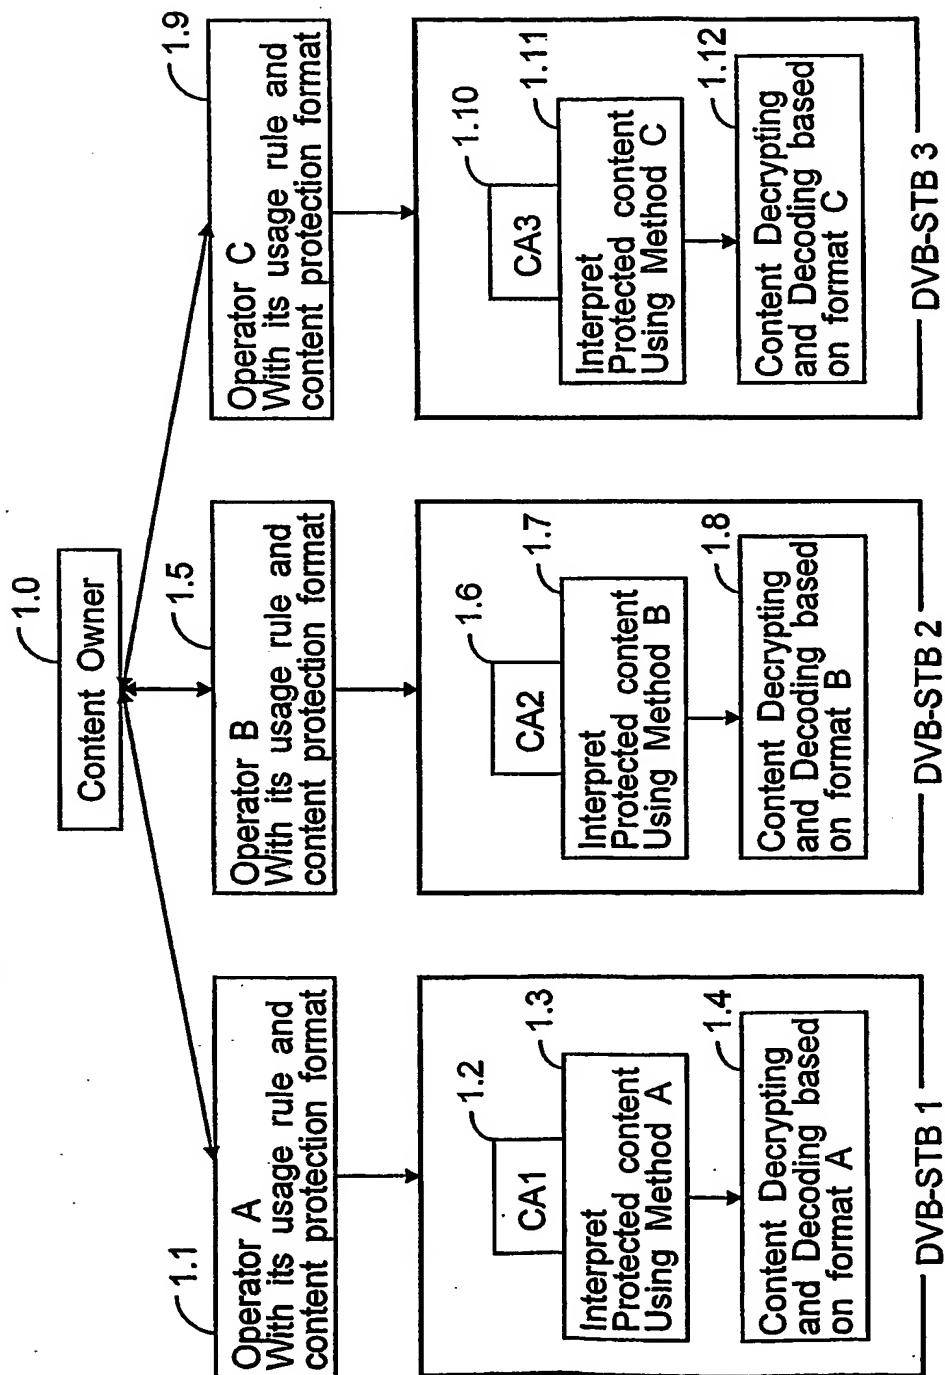 1.0
Content Owner
1.1
Operator A
With its usage rule and
content protection format
1.2
CA1
1.3
Interpret
Protected content
Using Method A
1.4
Content Decrypting
and Decoding based
on format A
DVB-STB 1
1.5
Operator B
With its usage rule and
content protection format
1.6
CA2
1.7
Interpret
Protected content
Using Method B
1.8
Content Decrypting
and Decoding based
on format B
DVB-STB 2
1.9
Operator C
With its usage rule and
content protection format
1.10
CA3
1.11
Interpret
Protected content
Using Method C
1.12
Content Decrypting
and Decoding based
on format C
DVB-STB 3